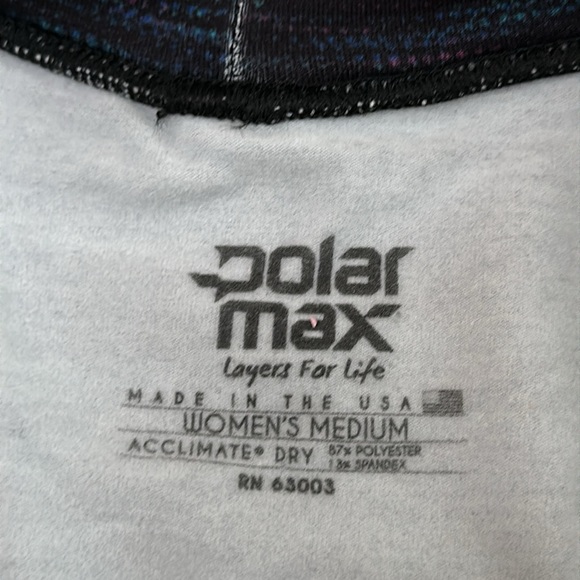 polar
max
Layers For Life
MADE IN THE USA
WOMEN'S MEDIUM
ACCLIMATE® DRY 87% POLYESTER
13% SPANDEX
RN 63003